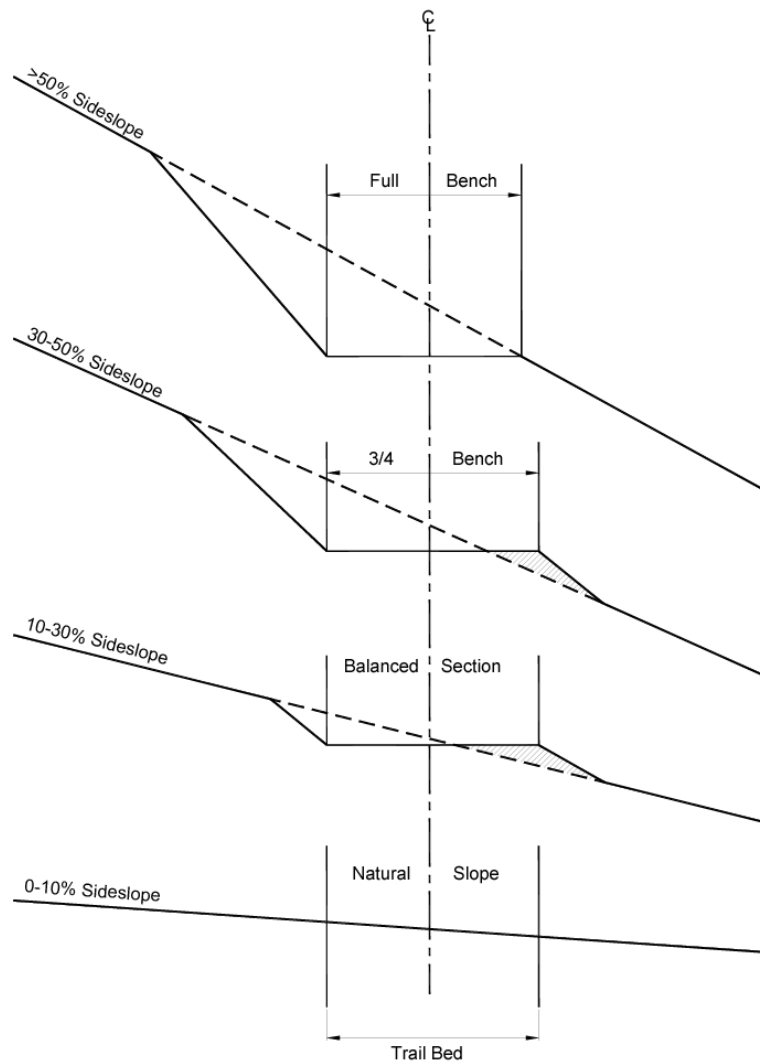 ℄
>50% Sideslope
Full Bench
30-50% Sideslope
3/4 Bench
10-30% Sideslope
Balanced Section
0-10% Sideslope
Natural Slope
Trail Bed